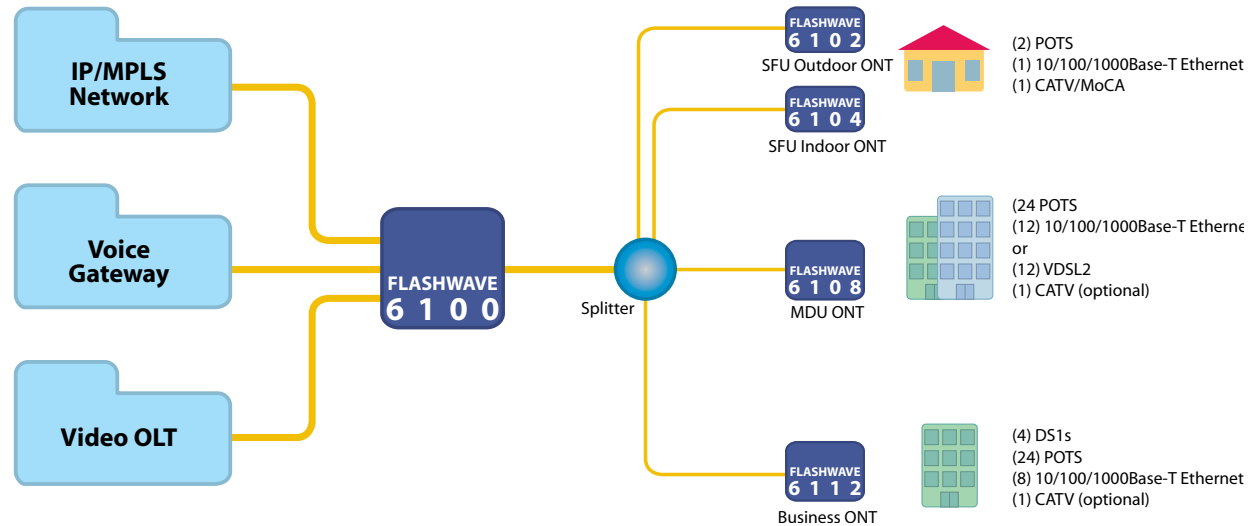 IP/MPLS
Network
Voice
Gateway
Video OLT
FLASHWAVE
6 1 0 0
Splitter
FLASHWAVE
6 1 0 2
SFU Outdoor ONT
FLASHWAVE
6 1 0 4
SFU Indoor ONT
(2) POTS
(1) 10/100/1000Base-T Ethernet
(1) CATV/MoCA
FLASHWAVE
6 1 0 8
MDU ONT
(24 POTS
(12) 10/100/1000Base-T Etherne
or
(12) VDSL2
(1) CATV (optional)
FLASHWAVE
6 1 1 2
Business ONT
(4) DS1s
(24) POTS
(8) 10/100/1000Base-T Ethernet
(1) CATV (optional)